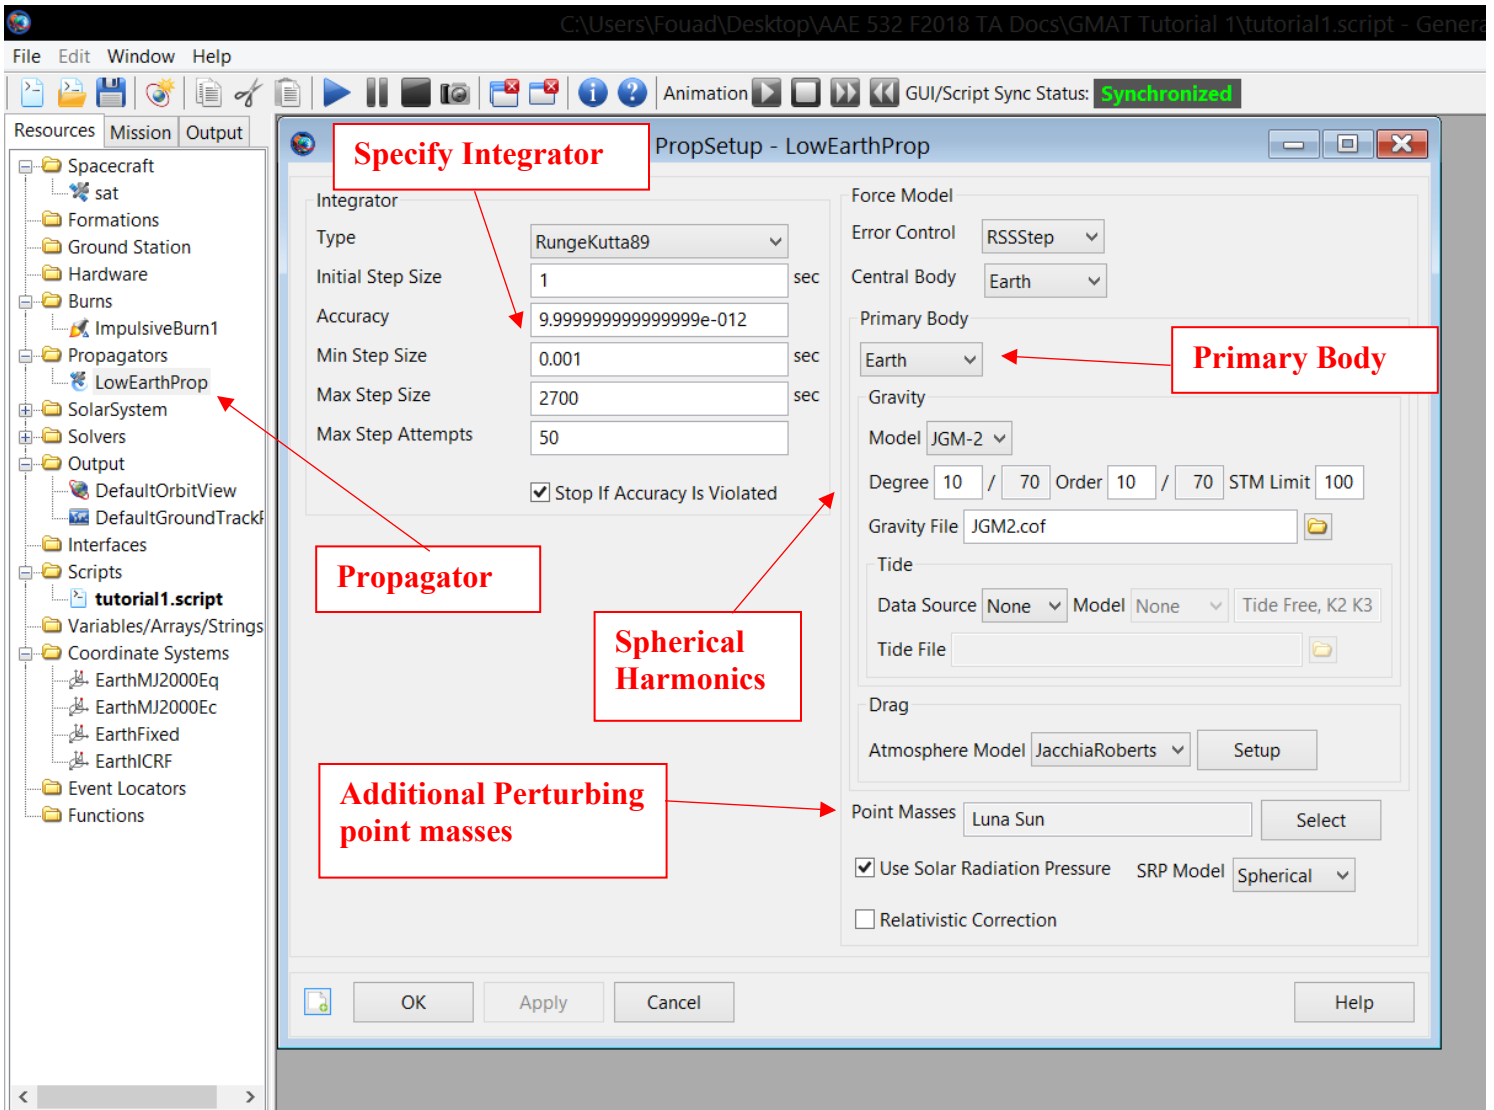 C:\Users\Fouad\Desktop\AAE 532 F2018 TA Docs\GMAT Tutorial 1\tutorial1.script - Genera
File Edit Window Help
Animation GUI/Script Sync Status: Synchronized
Resources Mission Output
Spacecraft
sat
Formations
Ground Station
Hardware
Burns
ImpulsiveBurn1
Propagators
LowEarthProp
SolarSystem
Solvers
Output
DefaultOrbitView
DefaultGroundTrackF
Interfaces
Scripts
tutorial1.script
Variables/Arrays/Strings
Coordinate Systems
EarthMJ2000Eq
EarthMJ2000Ec
EarthFixed
EarthICRF
Event Locators
Functions
PropSetup - LowEarthProp
Specify Integrator
Integrator
Type RungeKutta89
Initial Step Size 1 sec
Accuracy 9.999999999999999e-012
Min Step Size 0.001 sec
Max Step Size 2700 sec
Max Step Attempts 50
Stop If Accuracy Is Violated
Propagator
Spherical
Harmonics
Additional Perturbing
point masses
Force Model
Error Control RSSStep
Central Body Earth
Primary Body
Earth
Primary Body
Gravity
Model JGM-2
Degree 10 / 70 Order 10 / 70 STM Limit 100
Gravity File JGM2.cof
Tide
Data Source None Model None Tide Free, K2 K3
Tide File
Drag
Atmosphere Model JacchiaRoberts Setup
Point Masses Luna Sun Select
Use Solar Radiation Pressure SRP Model Spherical
Relativistic Correction
OK Apply Cancel Help